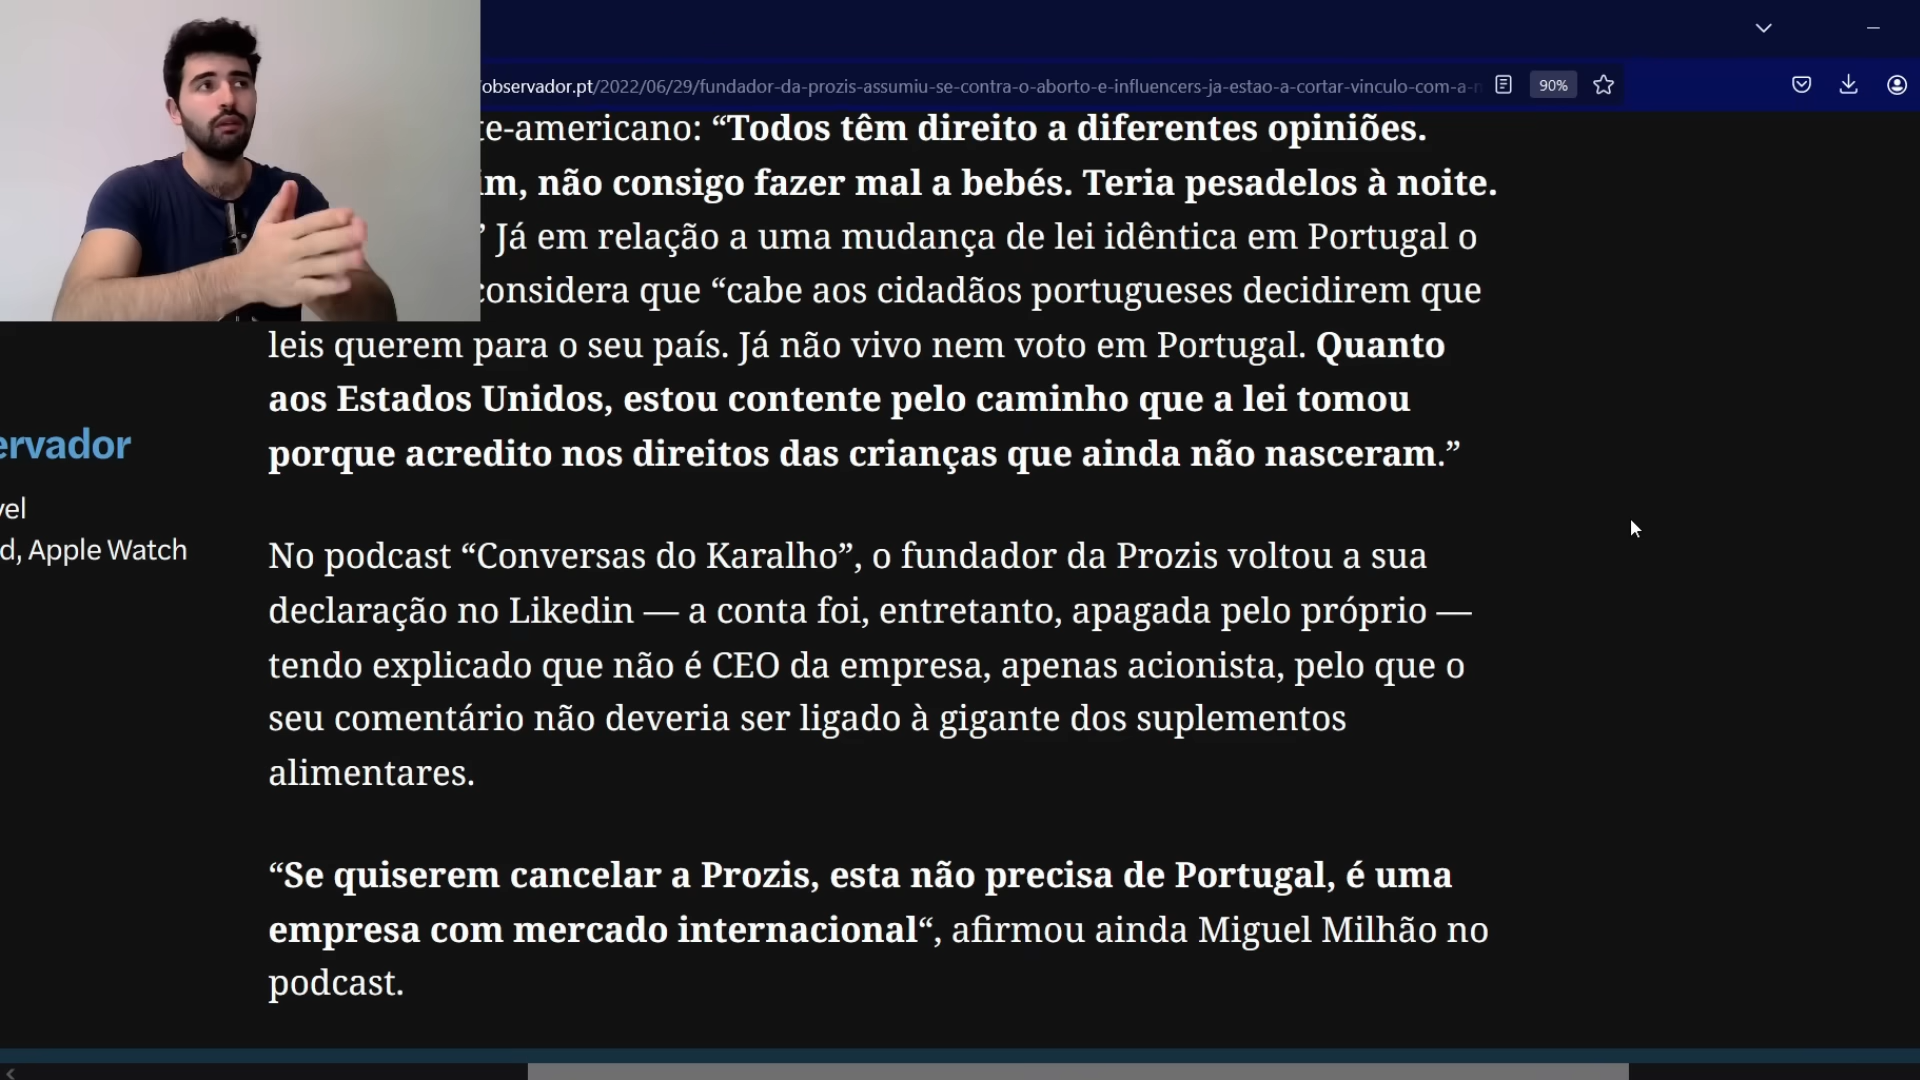 observador.pt/2022/06/29/fundador-da-prozis-assumiu-se-contra-o-aborto-e-influencers-ja-estao-a-cortar-vinculo-com-a-
90%
te-americano: “Todos têm direito a diferentes opiniões.
im, não consigo fazer mal a bebés. Teria pesadelos à noite.
” Já em relação a uma mudança de lei idêntica em Portugal o
considera que “cabe aos cidadãos portugueses decidirem que
leis querem para o seu país. Já não vivo nem voto em Portugal. Quanto
aos Estados Unidos, estou contente pelo caminho que a lei tomou
porque acredito nos direitos das crianças que ainda não nasceram.”
ervador
vel
d, Apple Watch
No podcast “Conversas do Karalho”, o fundador da Prozis voltou a sua
declaração no Likedin — a conta foi, entretanto, apagada pelo próprio —
tendo explicado que não é CEO da empresa, apenas acionista, pelo que o
seu comentário não deveria ser ligado à gigante dos suplementos
alimentares.
“Se quiserem cancelar a Prozis, esta não precisa de Portugal, é uma
empresa com mercado internacional“, afirmou ainda Miguel Milhão no
podcast.